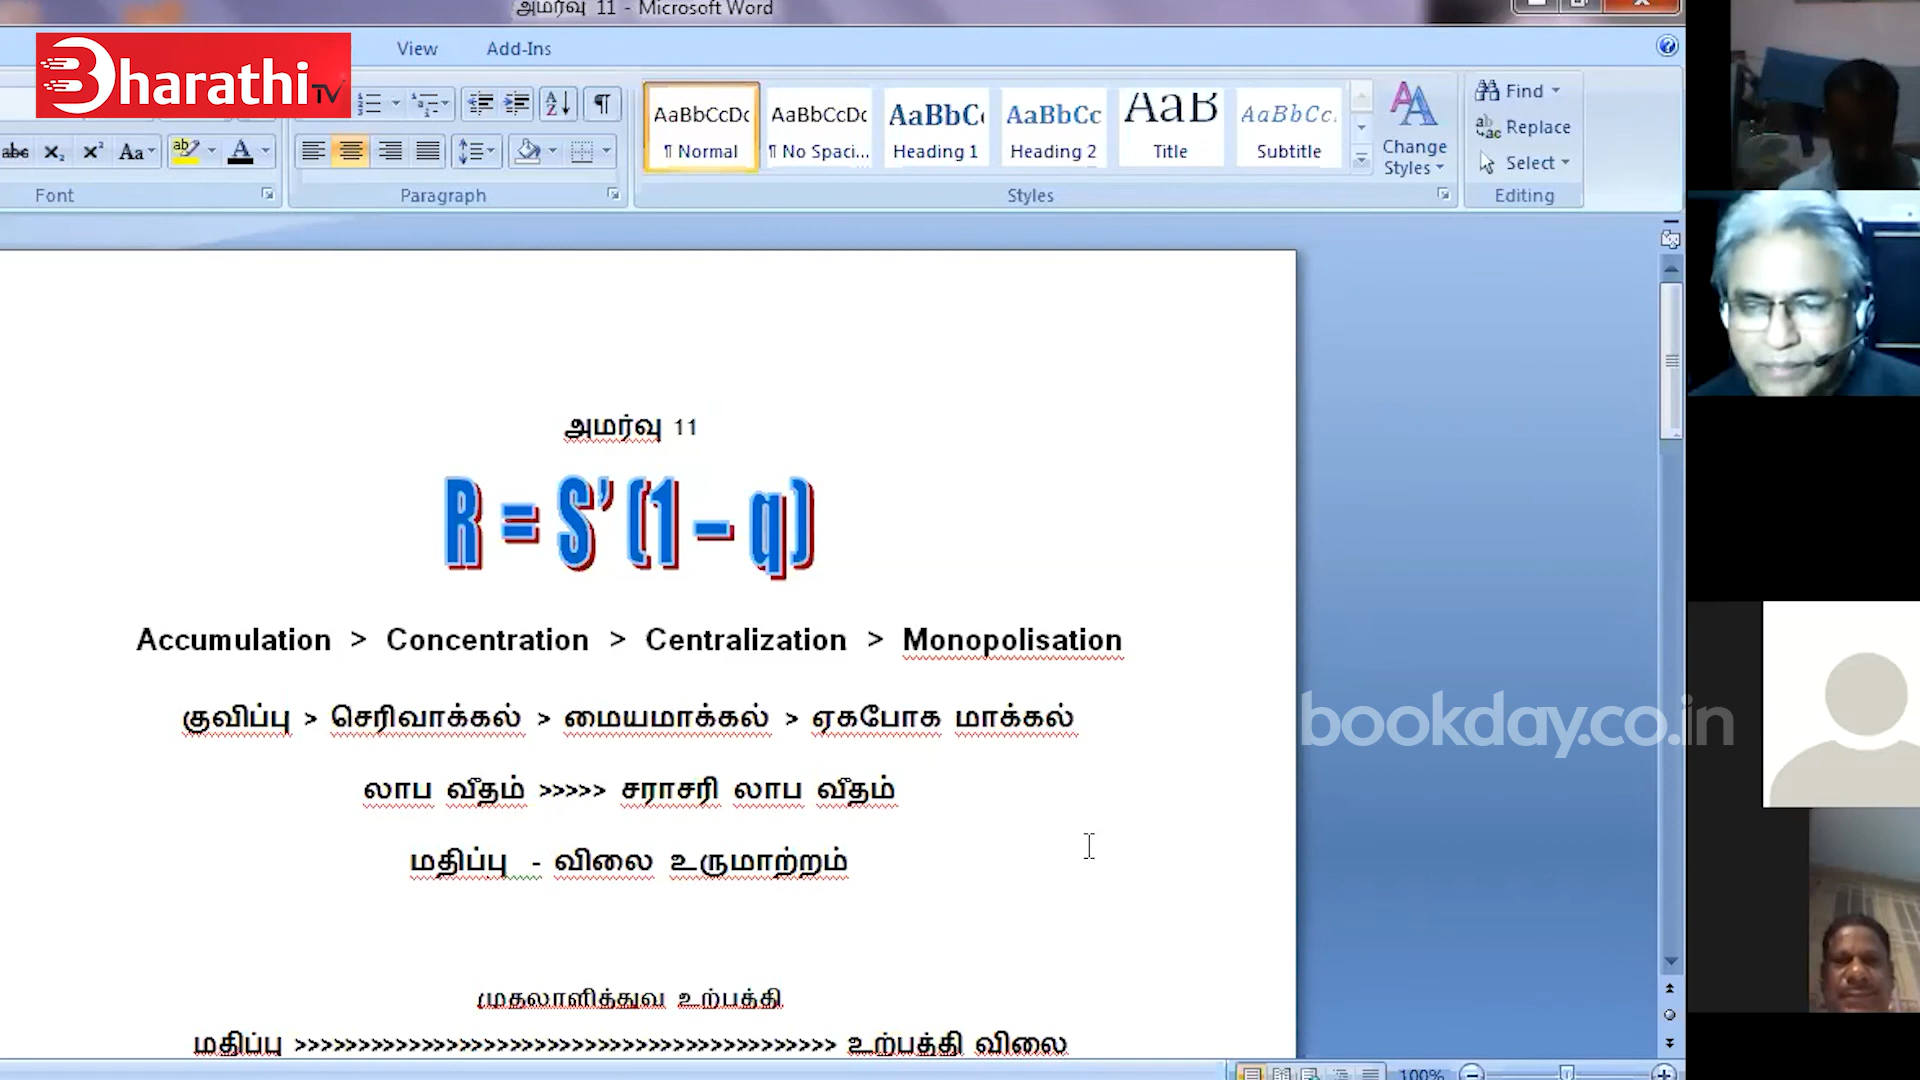 அமர்வு 11 - Microsoft Word
Bharathi TV
View Add-Ins
Find
Replace
Select
Change Styles
AaBbCcDc AaBbCcDc AaBbC AaBbCc AaB AaBbCc.
¶ Normal ¶ No Spaci... Heading 1 Heading 2 Title Subtitle
Font Paragraph Styles Editing
அமர்வு 11
R = S’ (1 – q)
Accumulation > Concentration > Centralization > Monopolisation
குவிப்பு > செரிவாக்கல் > மையமாக்கல் > ஏகபோக மாக்கல்
bookday.co.in
லாப வீதம் >>>>> சராசரி லாப வீதம்
மதிப்பு - விலை உருமாற்றம்
முதலாளித்துவ உற்பத்தி
மதிப்பு >>>>>>>>>>>>>>>>>>>>>>>>>>>>>>>>>>>>>>>>>> உற்பத்தி விலை
100%